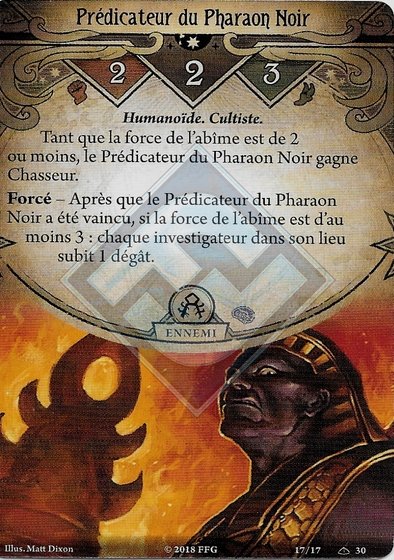 Prédicateur du Pharaon Noir
2 2 3
Humanoïde. Cultiste.
Tant que la force de l'abîme est de 2
ou moins, le Prédicateur du Pharaon Noir gagne
Chasseur.
Forcé – Après que le Prédicateur du Pharaon
Noir a été vaincu, si la force de l'abîme est d'au
moins 3 : chaque investigateur dans son lieu
subit 1 dégât.
ENNEMI
Illus. Matt Dixon © 2018 FFG 17/17 30